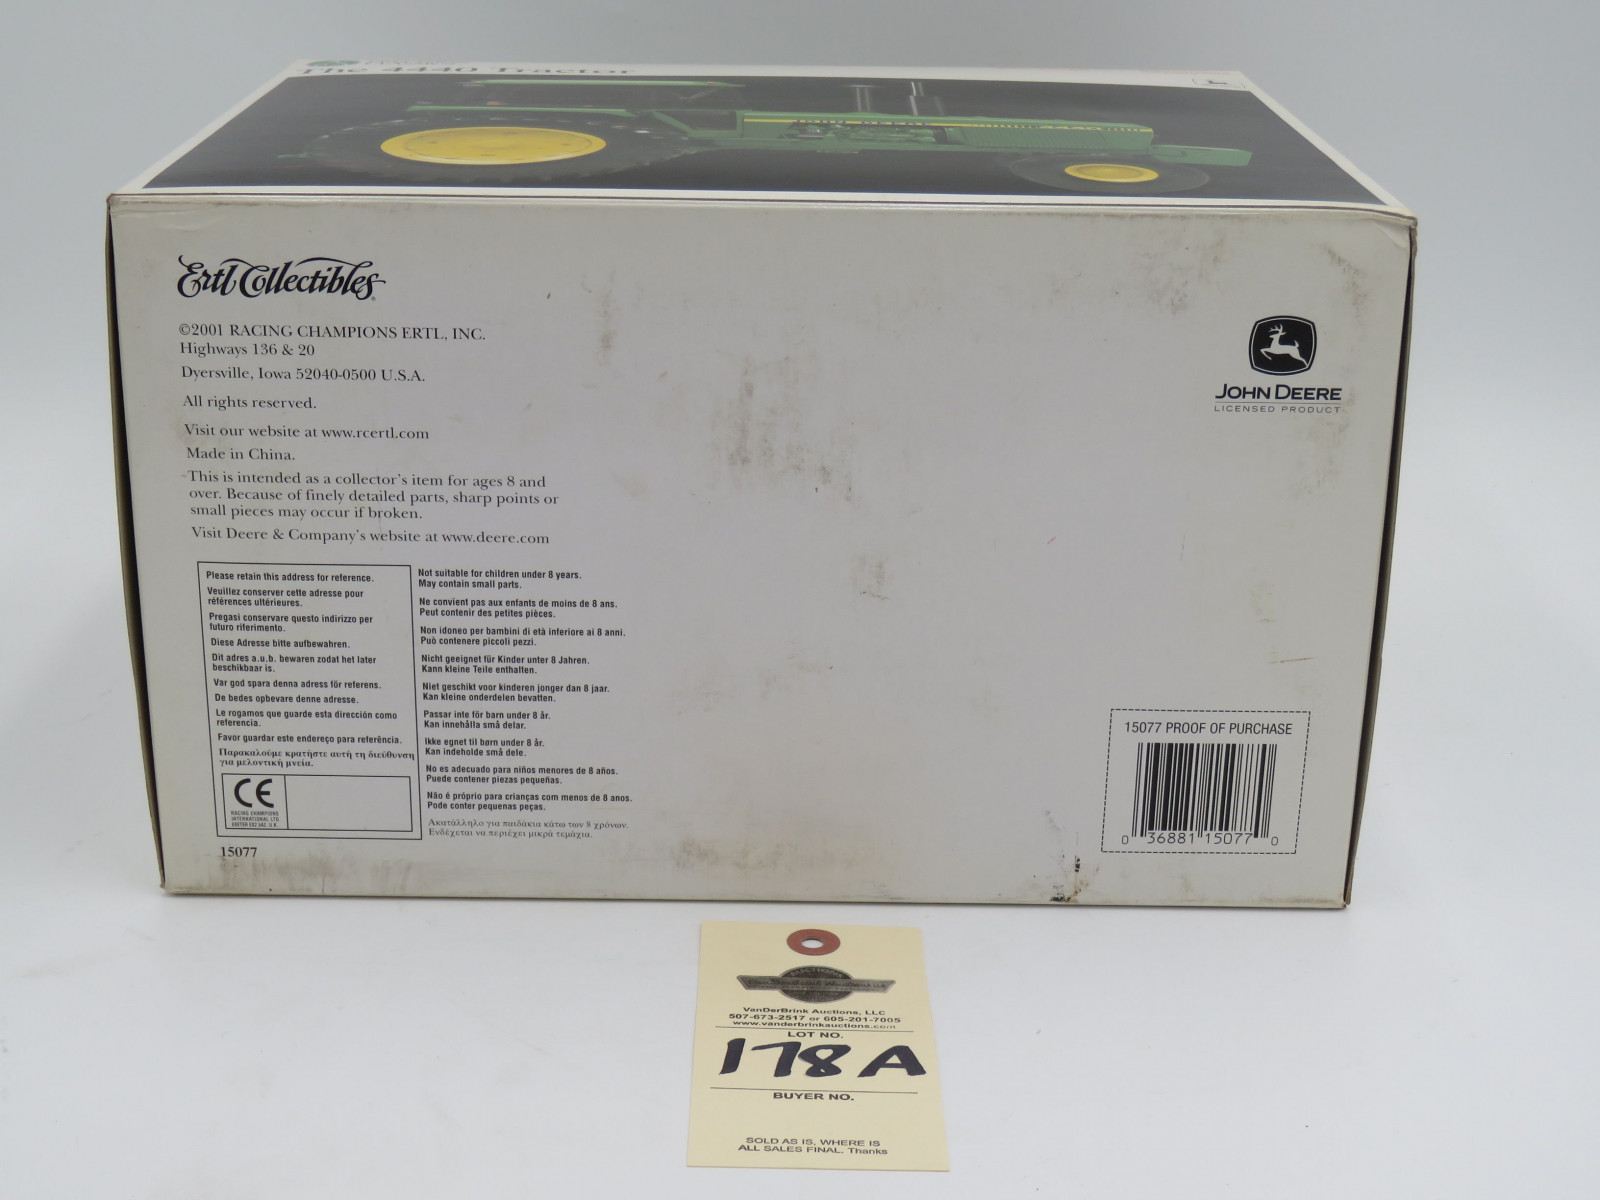 The 4440 Tractor
JOHN DEERE
Ertl Collectibles
©2001 RACING CHAMPIONS ERTL, INC.
Highways 136 & 20
Dyersville, Iowa 52040-0500 U.S.A.
All rights reserved.
Visit our website at www.rcertl.com
Made in China.
This is intended as a collector's item for ages 8 and
over. Because of finely detailed parts, sharp points or
small pieces may occur if broken.
Visit Deere & Company's website at www.deere.com
Please retain this address for reference.
Veuillez conserver cette adresse pour
références ultérieures.
Pregasi conservare questo indirizzo per
futuro riferimento.
Diese Adresse bitte aufbewahren.
Dit adres a.u.b. bewaren zodat het later
beschikbaar is.
Var god spara denna adress för referens.
De bedes opbevare denne adresse.
Le rogamos que guarde esta dirección como
referencia.
Favor guardar este endereço para referência.
Παρακαλούμε κρατήστε αυτή τη διεύθυνση
για μελοντική μνεία.
CE
RACING CHAMPIONS
INTERNATIONAL LTD
EXETER EX2 5AZ, U.K.
15077
Not suitable for children under 8 years.
May contain small parts.
Ne convient pas aux enfants de moins de 8 ans.
Peut contenir des petites pièces.
Non idoneo per bambini di età inferiore ai 8 anni.
Può contenere piccoli pezzi.
Nicht geeignet für Kinder unter 8 Jahren.
Kann kleine Teile enthalten.
Niet geschikt voor kinderen jonger dan 8 jaar.
Kan kleine onderdelen bevatten.
Passar inte för barn under 8 år.
Kan innehålla små delar.
Ikke egnet til børn under 8 år.
Kan indeholde små dele.
No es adecuado para niños menores de 8 años.
Puede contener piezas pequeñas.
Não é próprio para crianças com menos de 8 anos.
Pode conter pequenas peças.
Ακατάλληλο για παιδάκια κάτω των 8 χρόνων.
Ενδέχεται να περιέχει μικρά τεμάχια.
JOHN DEERE
LICENSED PRODUCT
15077 PROOF OF PURCHASE
0 36881 15077 0
VanDerBrink Auctions, LLC
507-673-2517 or 605-201-7005
www.vanderbrinkauctions.com
LOT NO.
178A
BUYER NO.
SOLD AS IS, WHERE IS
ALL SALES FINAL. Thanks